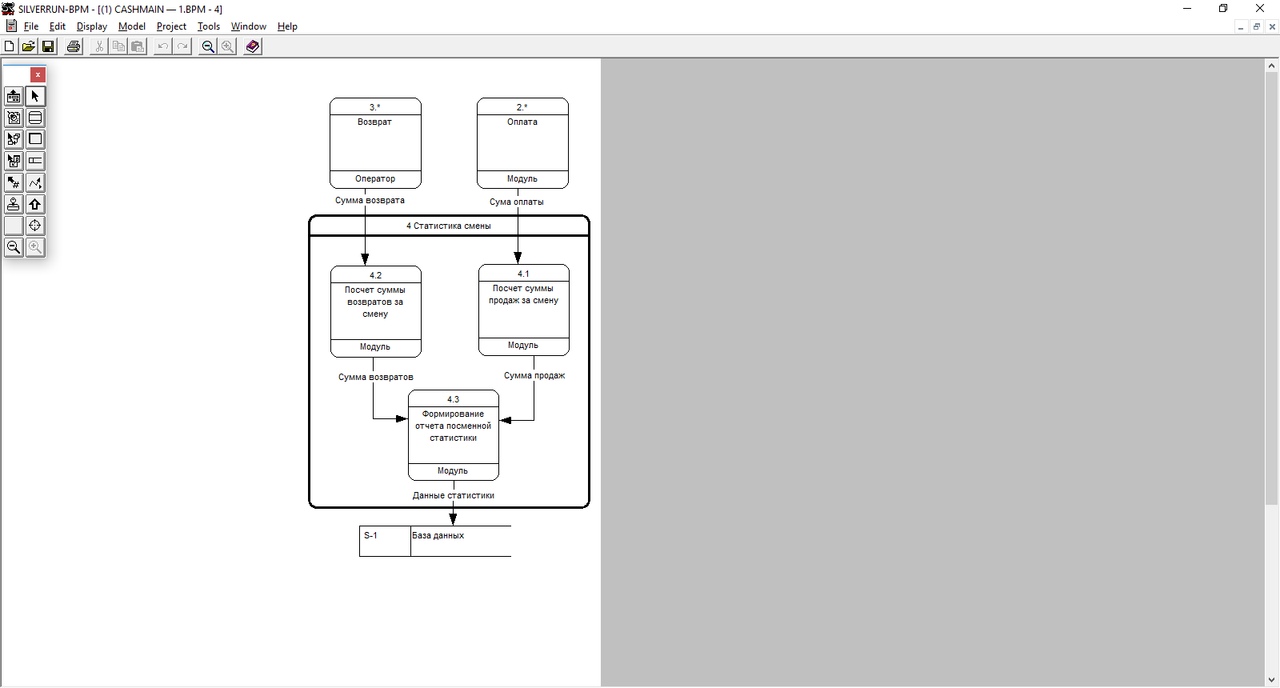 SILVERRUN-BPM - [(1) CASHMAIN — 1.BPM - 4]
File Edit Display Model Project Tools Window Help
3.* 2.*
Возврат Оплата
Оператор Модуль
Сумма возврата Сума оплаты
4 Статистика смены
4.2 4.1
Посчет суммы Посчет суммы
возвратов за продаж за смену
смену
Модуль Модуль
Сумма возвратов Сумма продаж
4.3
Формирование
отчета посменной
статистики
Модуль
Данные статистики
S-1 База данных